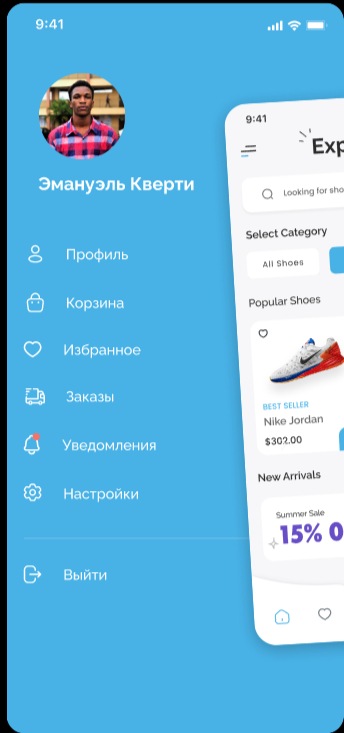 9:41
Эмануэль Кверти
Профиль
Корзина
Избранное
Заказы
Уведомления
Настройки
Выйти
9:41
Exp
Looking for sho
Select Category
All Shoes
Popular Shoes
BEST SELLER
Nike Jordan
$302.00
New Arrivals
Summer Sale
15% O